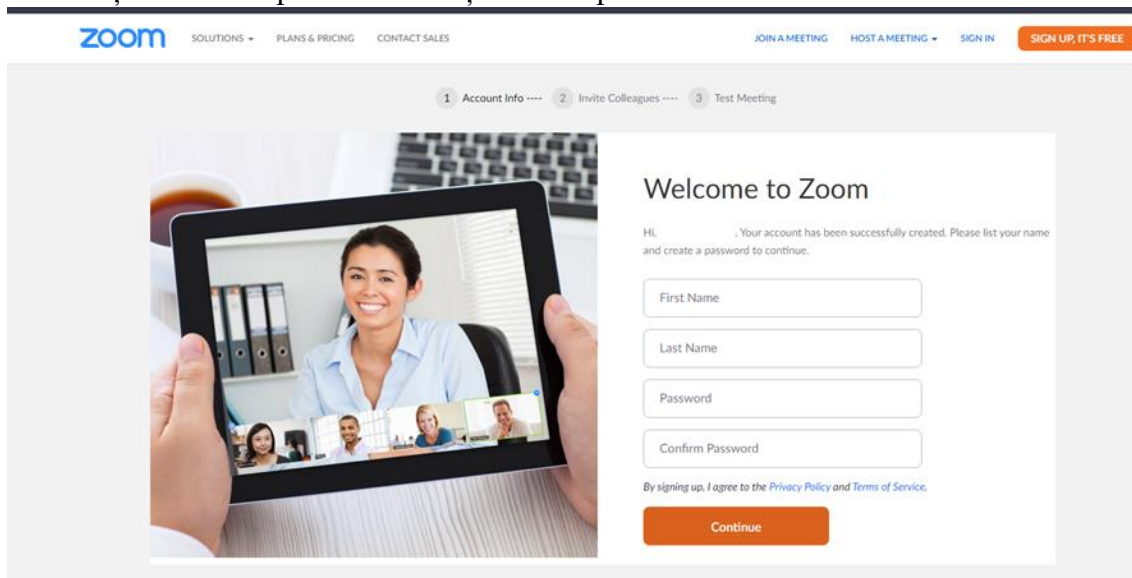 zoom
SOLUTIONS
PLANS & PRICING
CONTACT SALES
JOIN A MEETING
HOST A MEETING
SIGN IN
SIGN UP, IT'S FREE
1 Account Info ---- 2 Invite Colleagues ---- 3 Test Meeting
Welcome to Zoom
Hi, . Your account has been successfully created. Please list your name
and create a password to continue.
First Name
Last Name
Password
Confirm Password
By signing up, I agree to the Privacy Policy and Terms of Service.
Continue